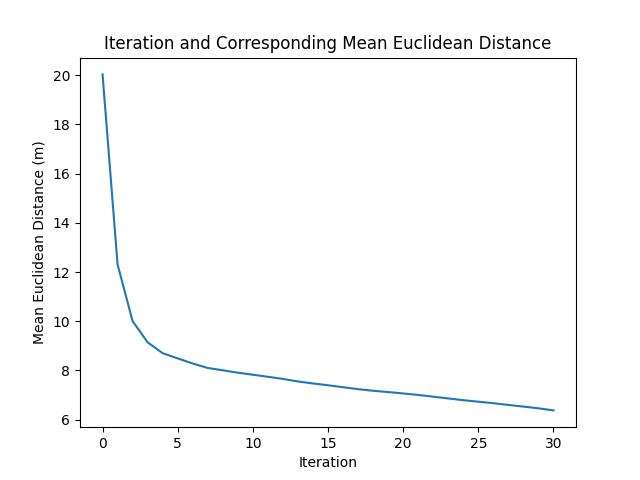 Iteration and Corresponding Mean Euclidean Distance
Mean Euclidean Distance (m)
20
18
16
14
12
10
8
6
0 5 10 15 20 25 30
Iteration